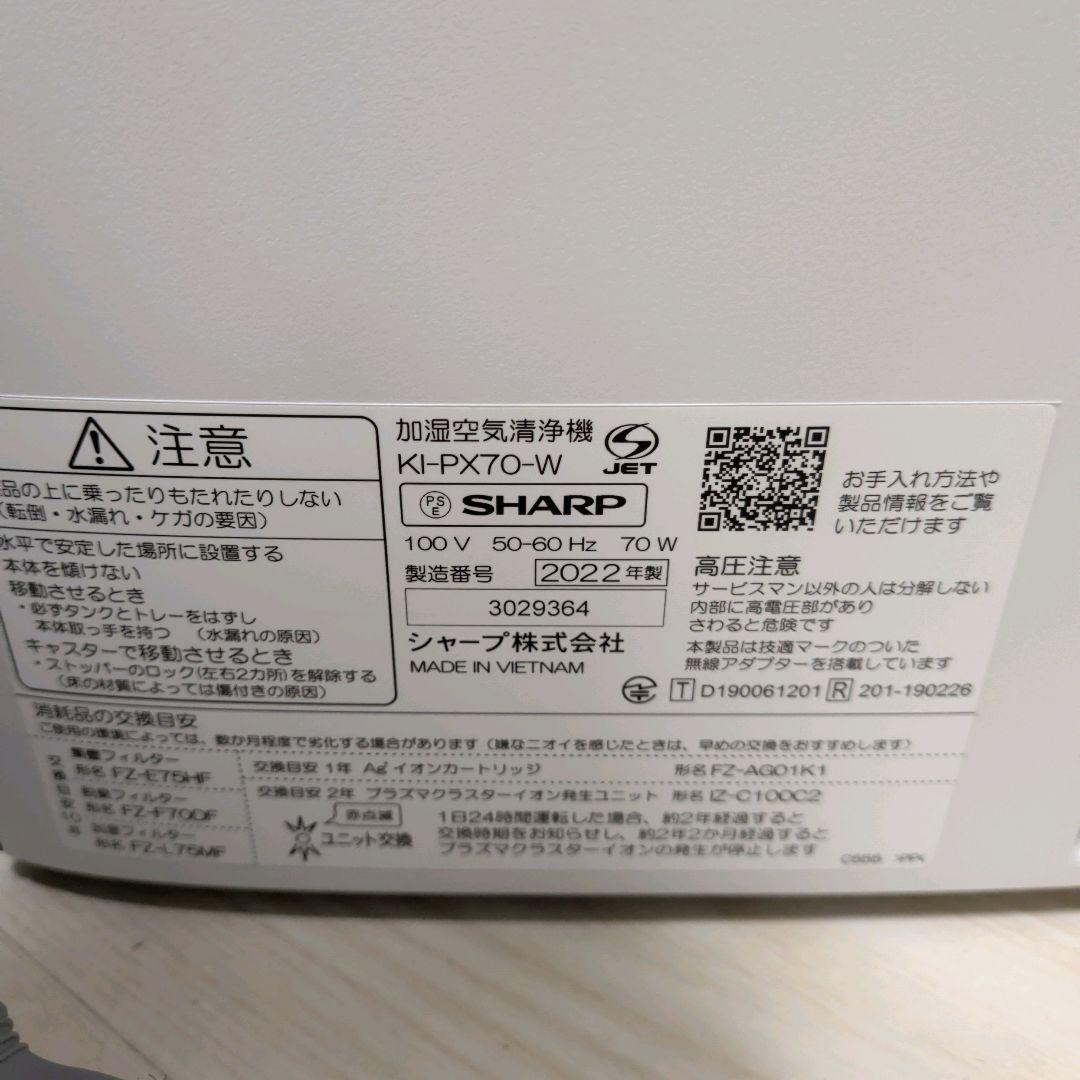 注意
品の上に乗ったりもたれたりしない
(転倒・水漏れ・ケガの要因)
水平で安定した場所に設置する
本体を傾けない
移動させるとき
・必ずタンクとトレーをはずし
本体取っ手を持つ (水漏れの原因)
キャスターで移動させるとき
・ストッパーのロック(左右2カ所)を解除する
(床の材質によっては傷付きの原因)
加湿空気清浄機
KI-PX70-W
JET
PS
E
SHARP
100 V 50-60 Hz 70 W
製造番号 2022年製
3029364
シャープ株式会社
MADE IN VIETNAM
お手入れ方法や
製品情報をご覧
いただけます
高圧注意
サービスマン以外の人は分解しない
内部に高電圧部があり
さわると危険です
本製品は技適マークのついた
無線アダプターを搭載しています
T D190061201 R 201-190226
消耗品の交換目安
ご使用の環境によっては、数か月程度で劣化する場合があります(嫌なニオイを感じたときは、早めの交換をおすすめします)
交換目安10年
集塵フィルター
形名 FZ-E75HF
脱臭フィルター
形名 FZ-F70DF
加湿フィルター
形名 FZ-L75MF
交換目安 1年 Ag⁺イオンカートリッジ 形名 FZ-AG01K1
交換目安 2年 プラズマクラスターイオン発生ユニット 形名 IZ-C100C2
赤点滅
ユニット交換
1日24時間運転した場合、約2年経過すると
交換時期をお知らせし、約2年2か月経過すると
プラズマクラスターイオンの発生が停止します